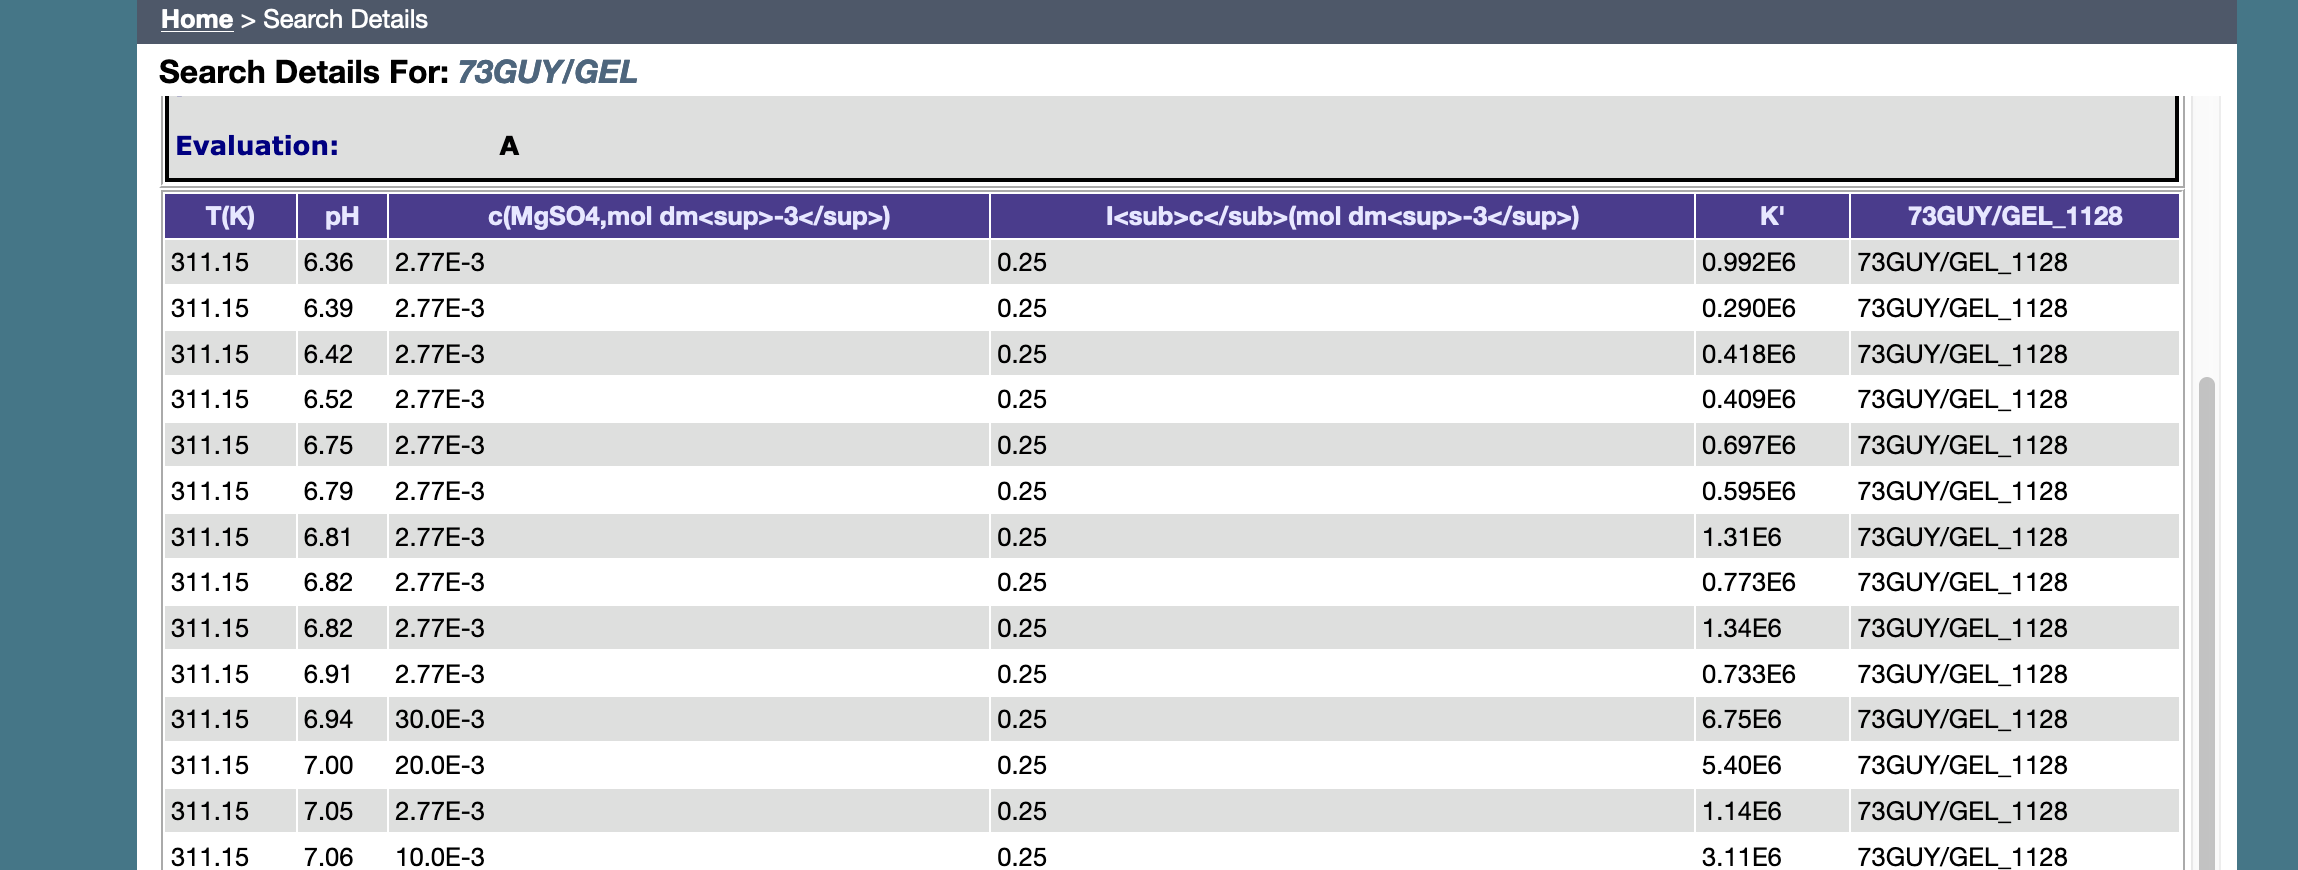 Home > Search Details
Search Details For: 73GUY/GEL
Evaluation: A
T(K) pH c(MgSO4,mol dm<sup>-3</sup>) I<sub>c</sub>(mol dm<sup>-3</sup>) K' 73GUY/GEL_1128
311.15 6.36 2.77E-3 0.25 0.992E6 73GUY/GEL_1128
311.15 6.39 2.77E-3 0.25 0.290E6 73GUY/GEL_1128
311.15 6.42 2.77E-3 0.25 0.418E6 73GUY/GEL_1128
311.15 6.52 2.77E-3 0.25 0.409E6 73GUY/GEL_1128
311.15 6.75 2.77E-3 0.25 0.697E6 73GUY/GEL_1128
311.15 6.79 2.77E-3 0.25 0.595E6 73GUY/GEL_1128
311.15 6.81 2.77E-3 0.25 1.31E6 73GUY/GEL_1128
311.15 6.82 2.77E-3 0.25 0.773E6 73GUY/GEL_1128
311.15 6.82 2.77E-3 0.25 1.34E6 73GUY/GEL_1128
311.15 6.91 2.77E-3 0.25 0.733E6 73GUY/GEL_1128
311.15 6.94 30.0E-3 0.25 6.75E6 73GUY/GEL_1128
311.15 7.00 20.0E-3 0.25 5.40E6 73GUY/GEL_1128
311.15 7.05 2.77E-3 0.25 1.14E6 73GUY/GEL_1128
311.15 7.06 10.0E-3 0.25 3.11E6 73GUY/GEL_1128